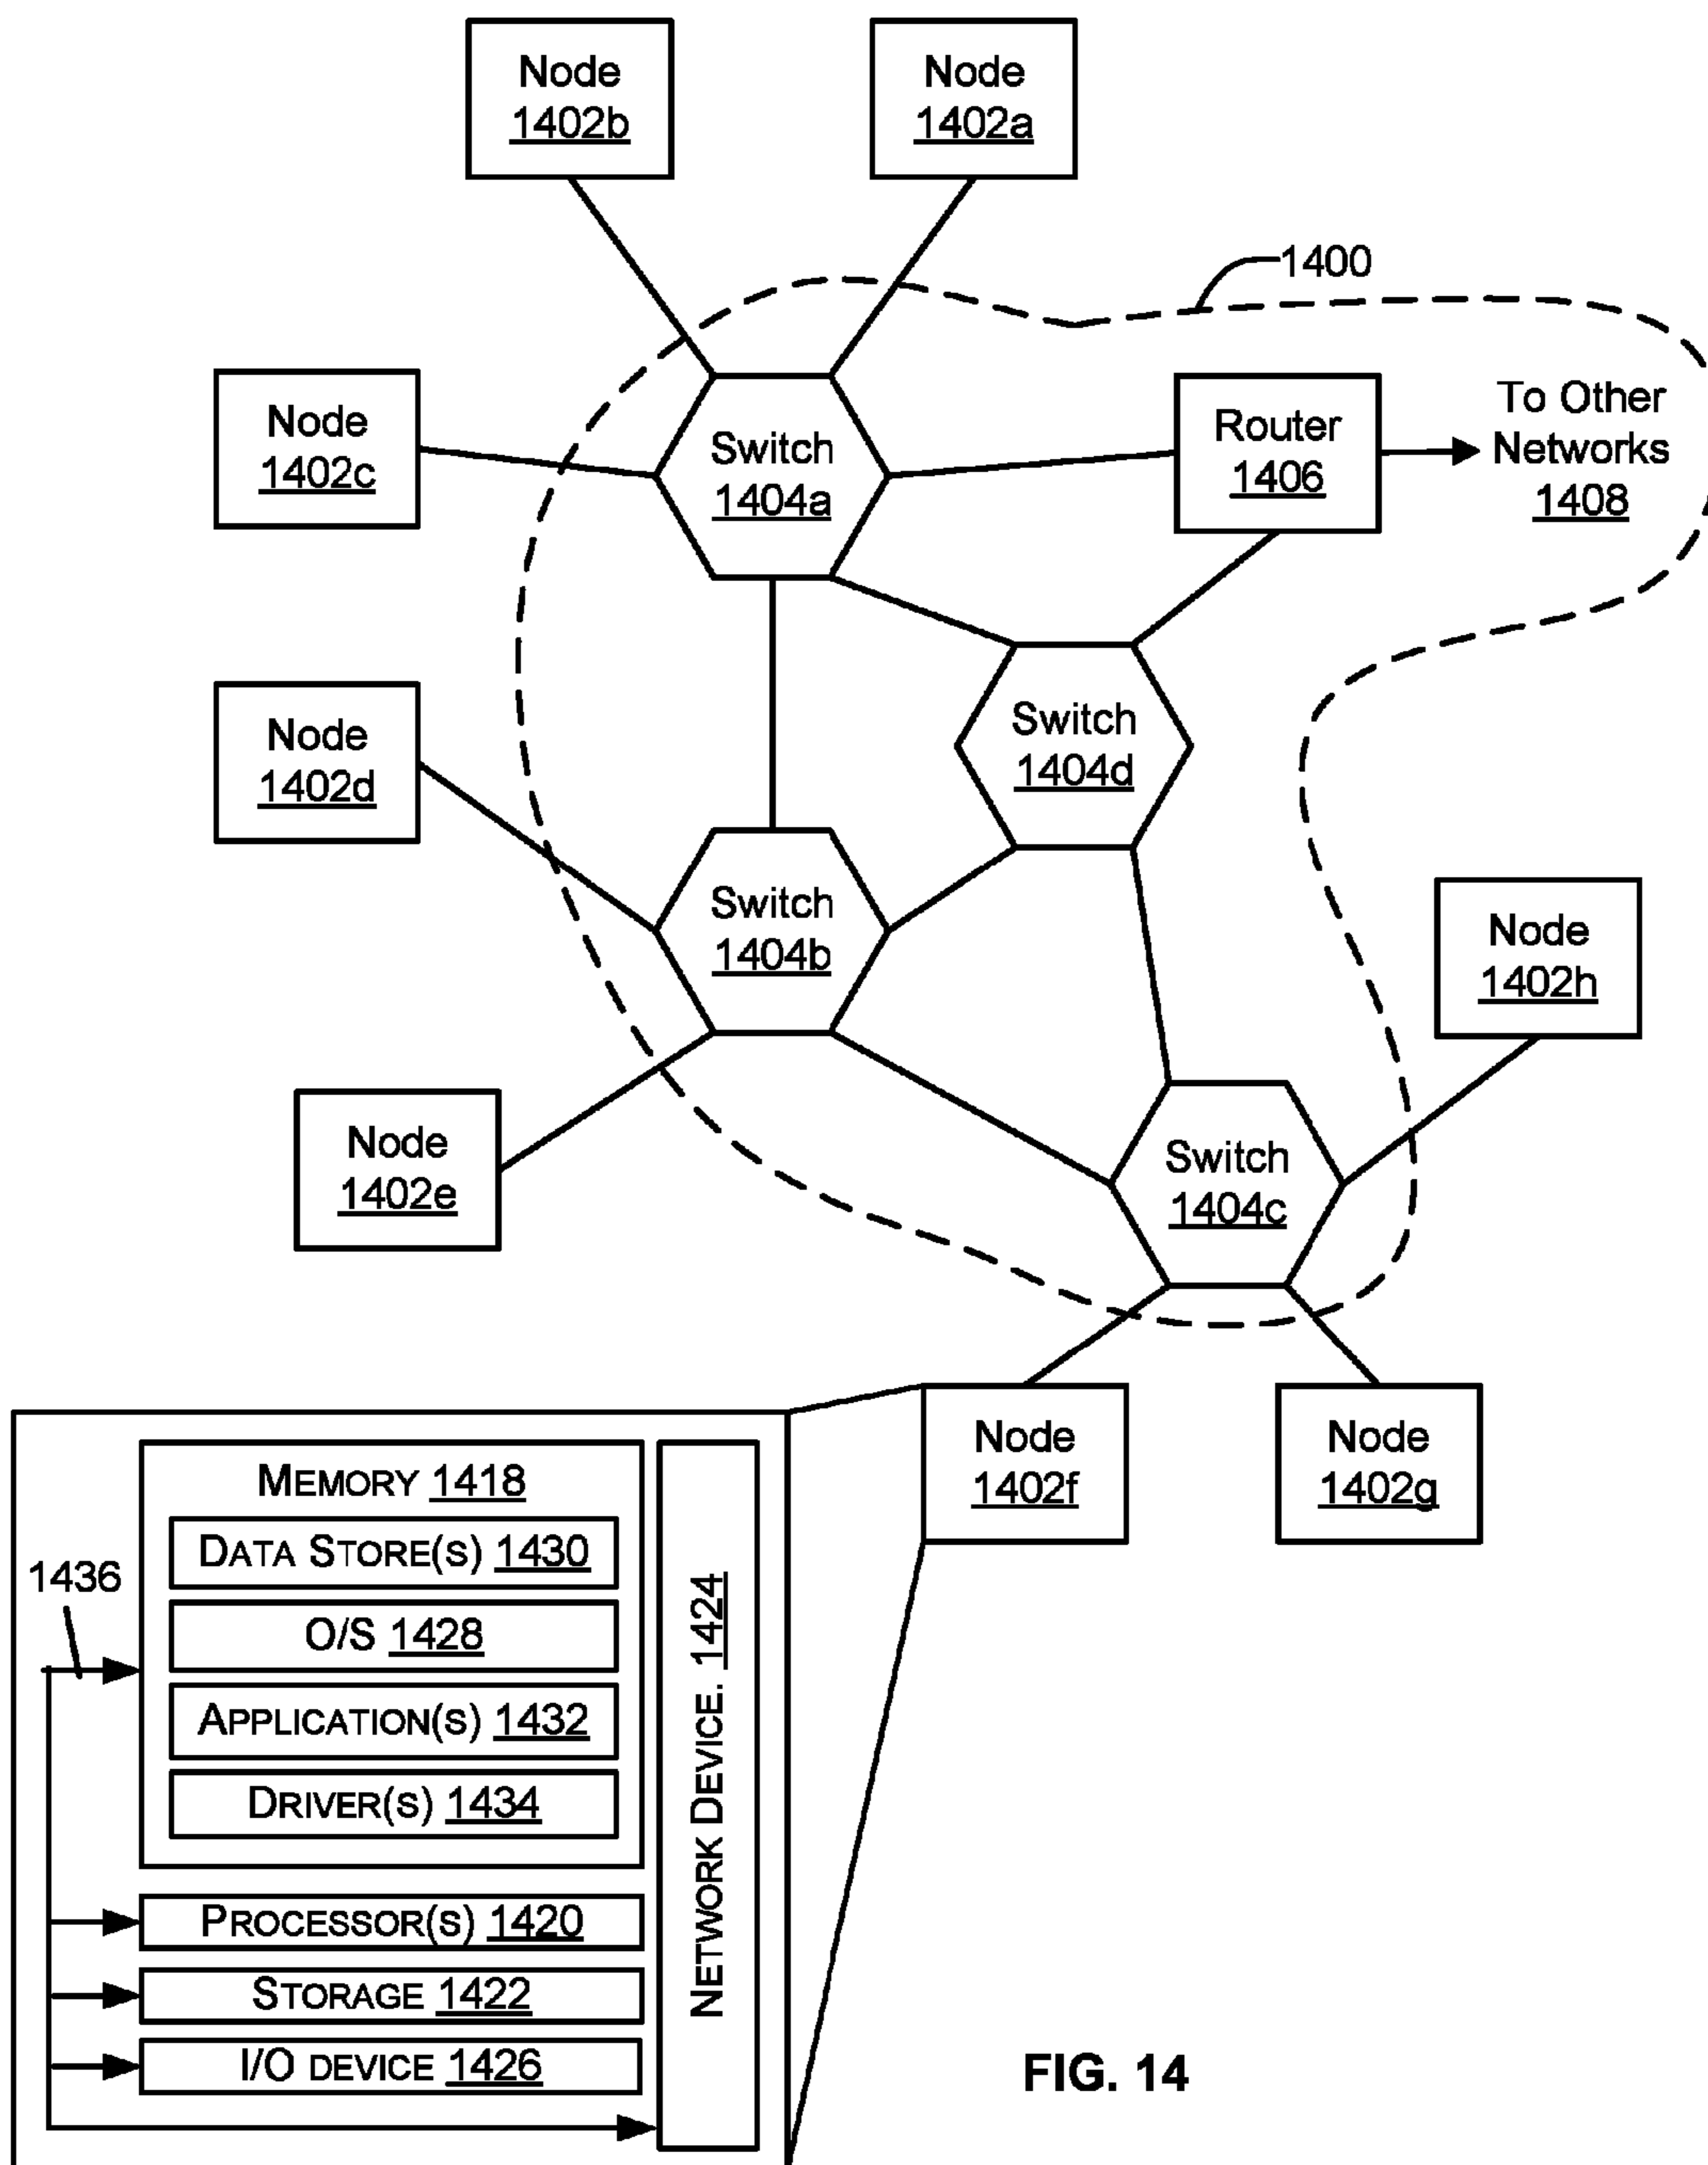 Node
1402b
Node
1402a
1400
Node
1402c
Switch
1404a
Router
1406
To Other
Networks
1408
Node
1402d
Switch
1404d
Switch
1404b
Node
1402h
Node
1402e
Switch
1404c
Node
1402f
Node
1402g
MEMORY 1418
DATA STORE(S) 1430
1436
O/S 1428
APPLICATION(S) 1432
DRIVER(S) 1434
PROCESSOR(S) 1420
STORAGE 1422
I/O DEVICE 1426
NETWORK DEVICE. 1424
FIG. 14